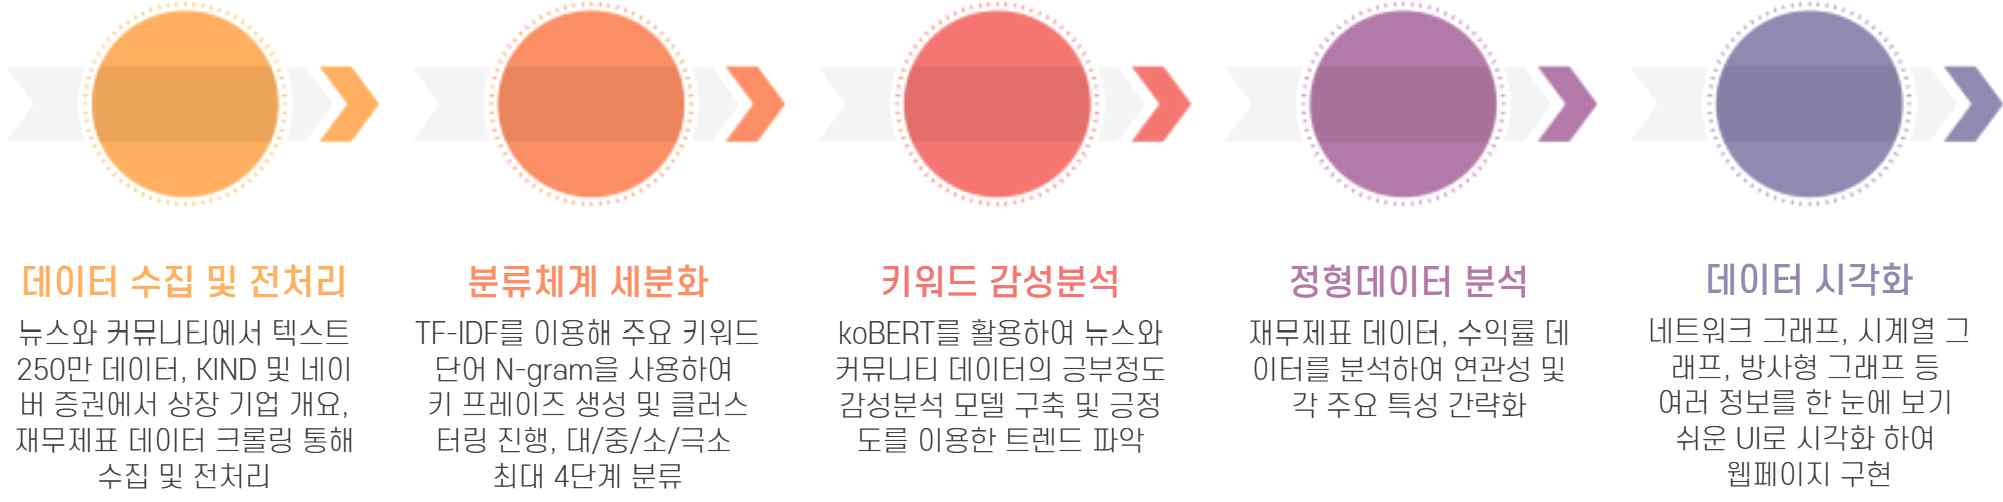 데이터 수집 및 전처리
뉴스와 커뮤니티에서 텍스트
250만 데이터, KIND 및 네이
버 증권에서 상장 기업 개요,
재무제표 데이터 크롤링 통해
수집 및 전처리
분류체계 세분화
TF-IDF를 이용해 주요 키워드
단어 N-gram을 사용하여
키 프레이즈 생성 및 클러스
터링 진행, 대/중/소/극소
최대 4단계 분류
키워드 감성분석
koBERT를 활용하여 뉴스와
커뮤니티 데이터의 긍부정도
감성분석 모델 구축 및 긍정
도를 이용한 트렌드 파악
정형데이터 분석
재무제표 데이터, 수익률 데
이터를 분석하여 연관성 및
각 주요 특성 간략화
데이터 시각화
네트워크 그래프, 시계열 그
래프, 방사형 그래프 등
여러 정보를 한 눈에 보기
쉬운 UI로 시각화 하여
웹페이지 구현